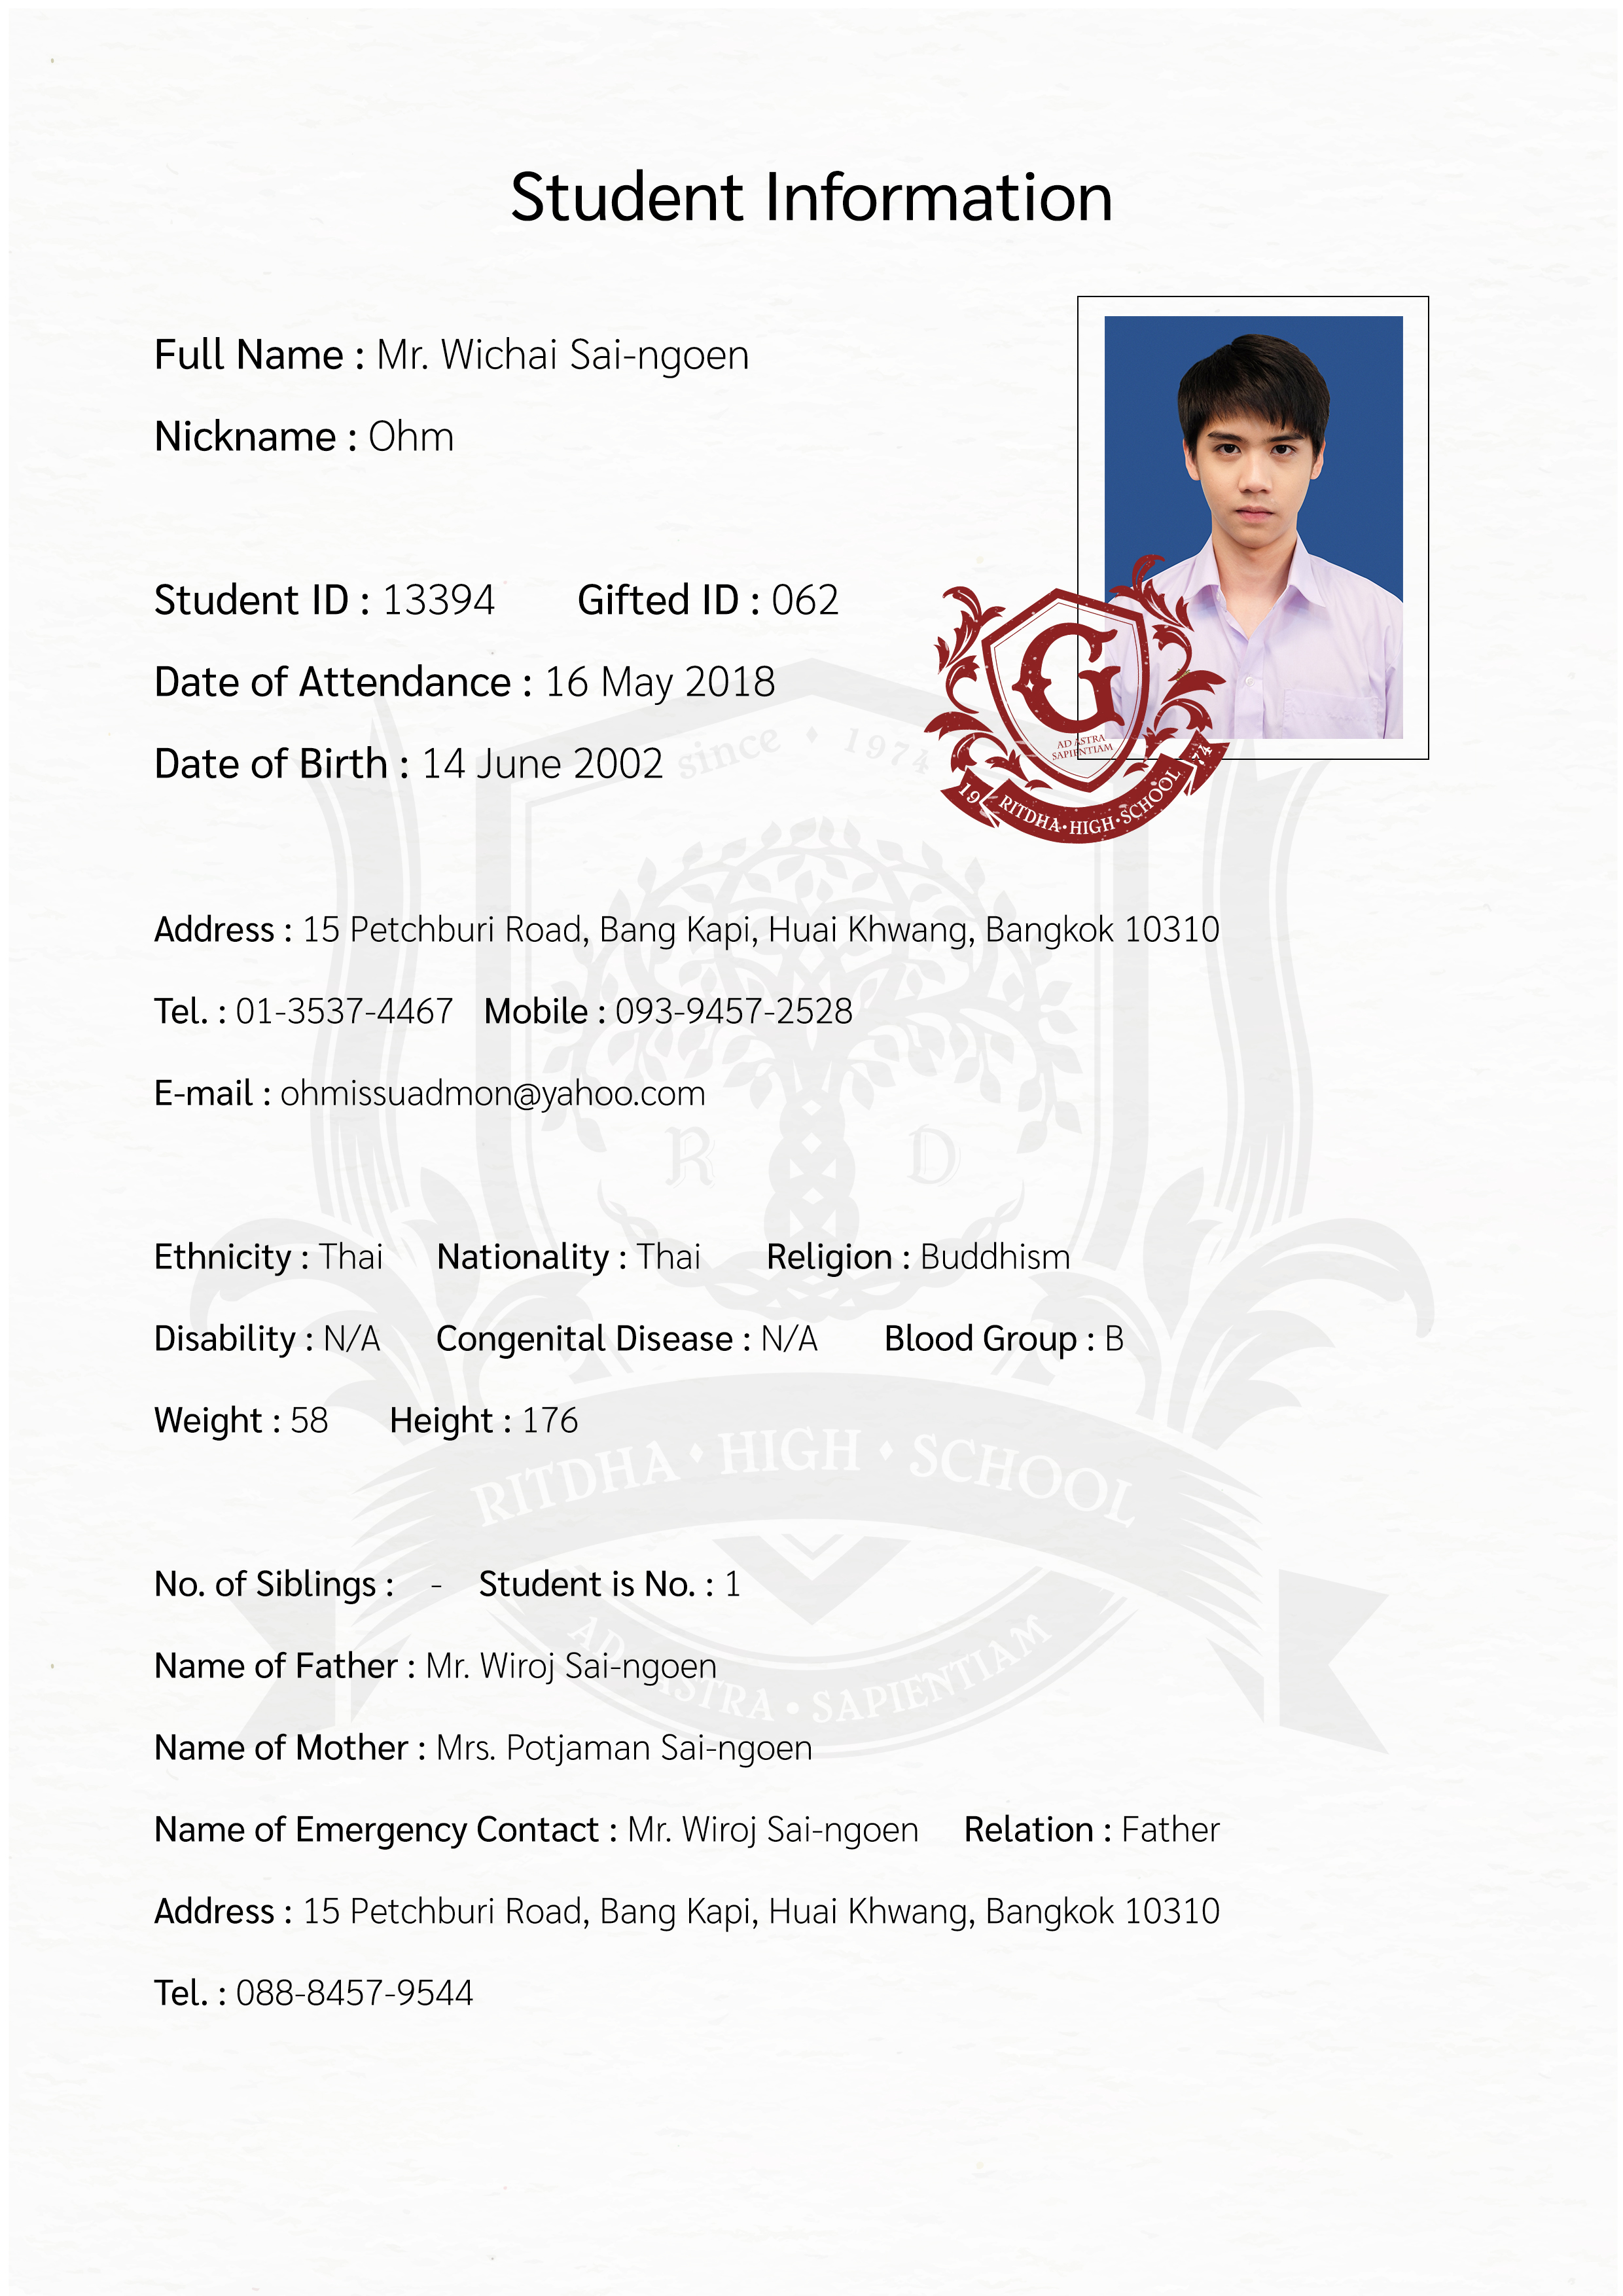 Student Information
Full Name : Mr. Wichai Sai-ngoen
Nickname : Ohm
Student ID : 13394 Gifted ID : 062
Date of Attendance : 16 May 2018
Date of Birth : 14 June 2002
G
AD ASTRA
SAPIENTIAM
19 RITDHA • HIGH • SCHOOL 74
since ♦ 1974
Address : 15 Petchburi Road, Bang Kapi, Huai Khwang, Bangkok 10310
Tel. : 01-3537-4467 Mobile : 093-9457-2528
E-mail : ohmissuadmon@yahoo.com
R D
Ethnicity : Thai Nationality : Thai Religion : Buddhism
Disability : N/A Congenital Disease : N/A Blood Group : B
Weight : 58 Height : 176
RITDHA ♦ HIGH ♦ SCHOOL
No. of Siblings : - Student is No. : 1
Name of Father : Mr. Wiroj Sai-ngoen
AD ASTRA • SAPIENTIAM
Name of Mother : Mrs. Potjaman Sai-ngoen
Name of Emergency Contact : Mr. Wiroj Sai-ngoen Relation : Father
Address : 15 Petchburi Road, Bang Kapi, Huai Khwang, Bangkok 10310
Tel. : 088-8457-9544